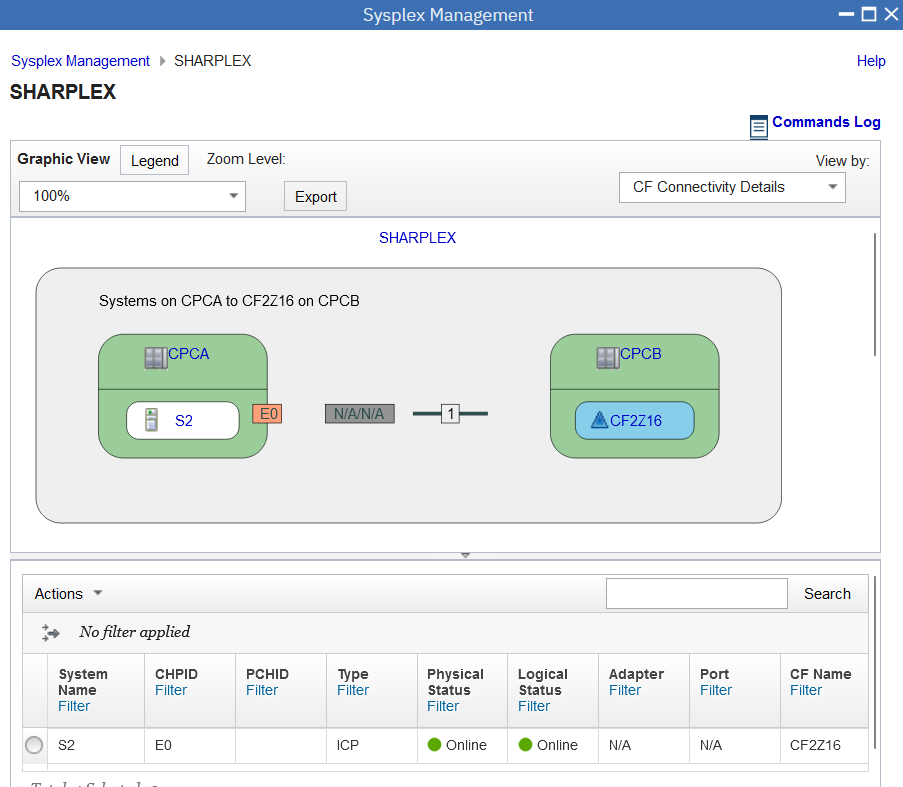 Sysplex Management
Sysplex Management SHARPLEX Help
SHARPLEX
Commands Log
Graphic View Legend Zoom Level: View by:
100% Export CF Connectivity Details
SHARPLEX
Systems on CPCA to CF2Z16 on CPCB
CPCA CPCB
S2 E0 N/A/N/A 1 CF2Z16
Actions Search
No filter applied
System Name Filter CHPID Filter PCHID Filter Type Filter Physical Status Filter Logical Status Filter Adapter Filter Port Filter CF Name Filter
S2 E0 ICP Online Online N/A N/A CF2Z16